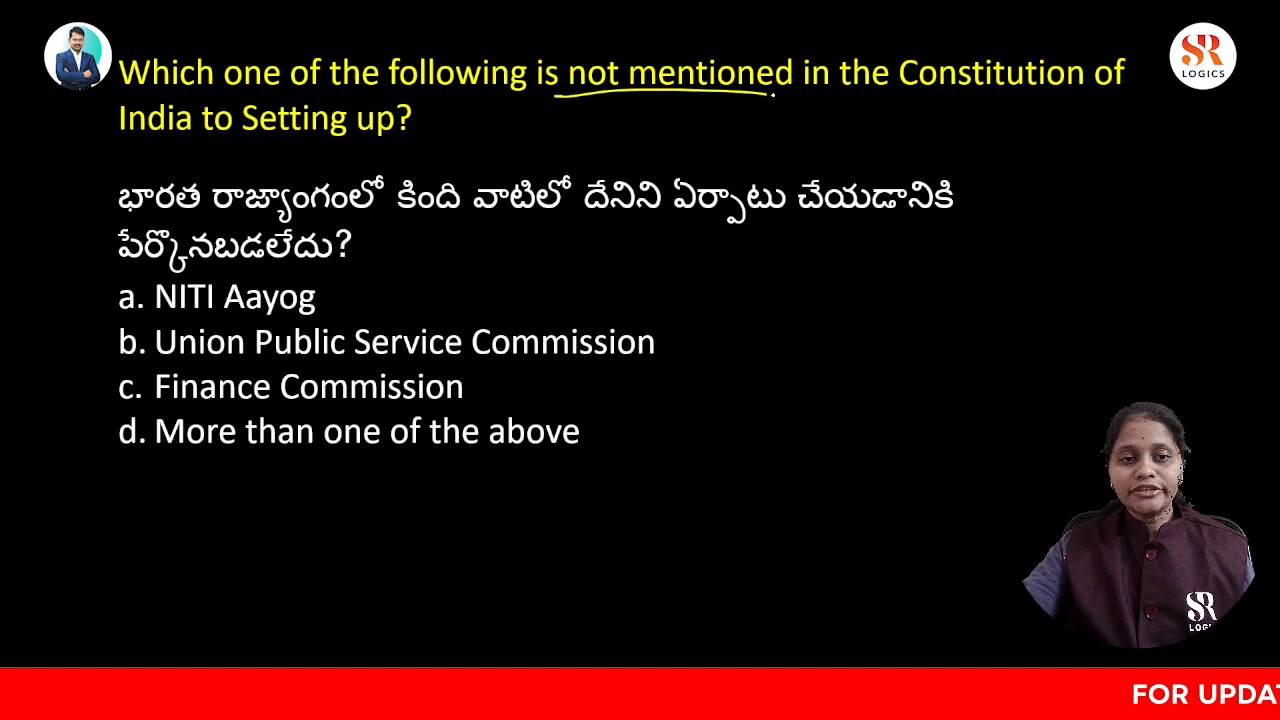 SR
LOGICS
Which one of the following is not mentioned in the Constitution of
India to Setting up?
భారత రాజ్యాంగంలో కింది వాటిలో దేనిని ఏర్పాటు చేయడానికి
పేర్కొనబడలేదు?
a. NITI Aayog
b. Union Public Service Commission
c. Finance Commission
d. More than one of the above
SR
LOGI
FOR UPDAT